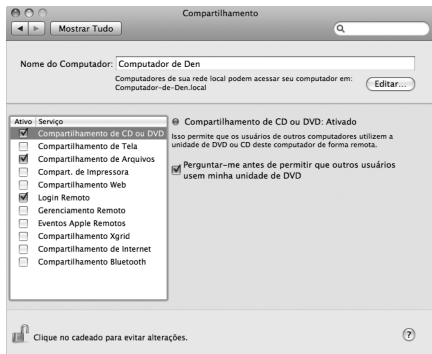 Compartilhamento
Mostrar Tudo
Nome do Computador: Computador de Den
Computadores de sua rede local podem acessar seu computador em:
Computador-de-Den.local
Editar...
Ativo Serviço
Compartilhamento de CD ou DVD
Compartilhamento de Tela
Compartilhamento de Arquivos
Compart. de Impressora
Compartilhamento Web
Login Remoto
Gerenciamento Remoto
Eventos Apple Remotos
Compartilhamento Xgrid
Compartilhamento de Internet
Compartilhamento Bluetooth
Compartilhamento de CD ou DVD: Ativado
Isso permite que os usuários de outros computadores utilizem a
unidade de DVD ou CD deste computador de forma remota.
Perguntar-me antes de permitir que outros usuários
usem minha unidade de DVD
Clique no cadeado para evitar alterações.
?